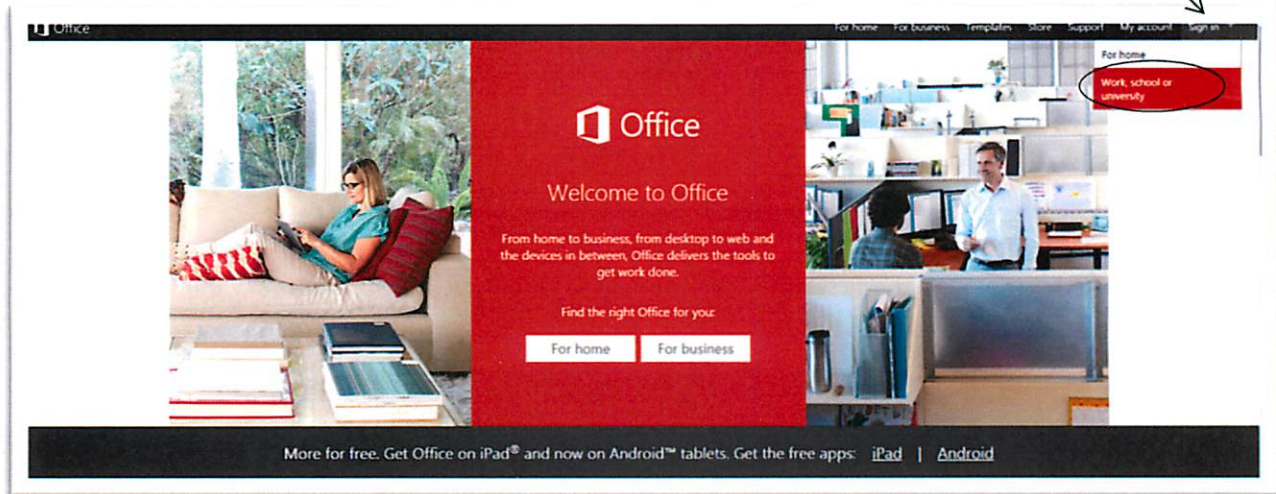 Office
For home For business Templates Store Support My account Sign in
For home
Work, school or
university
Office
Welcome to Office
From home to business, from desktop to web and
the devices in between, Office delivers the tools to
get work done.
Find the right Office for you:
For home For business
More for free. Get Office on iPad® and now on Android™ tablets. Get the free apps: iPad | Android